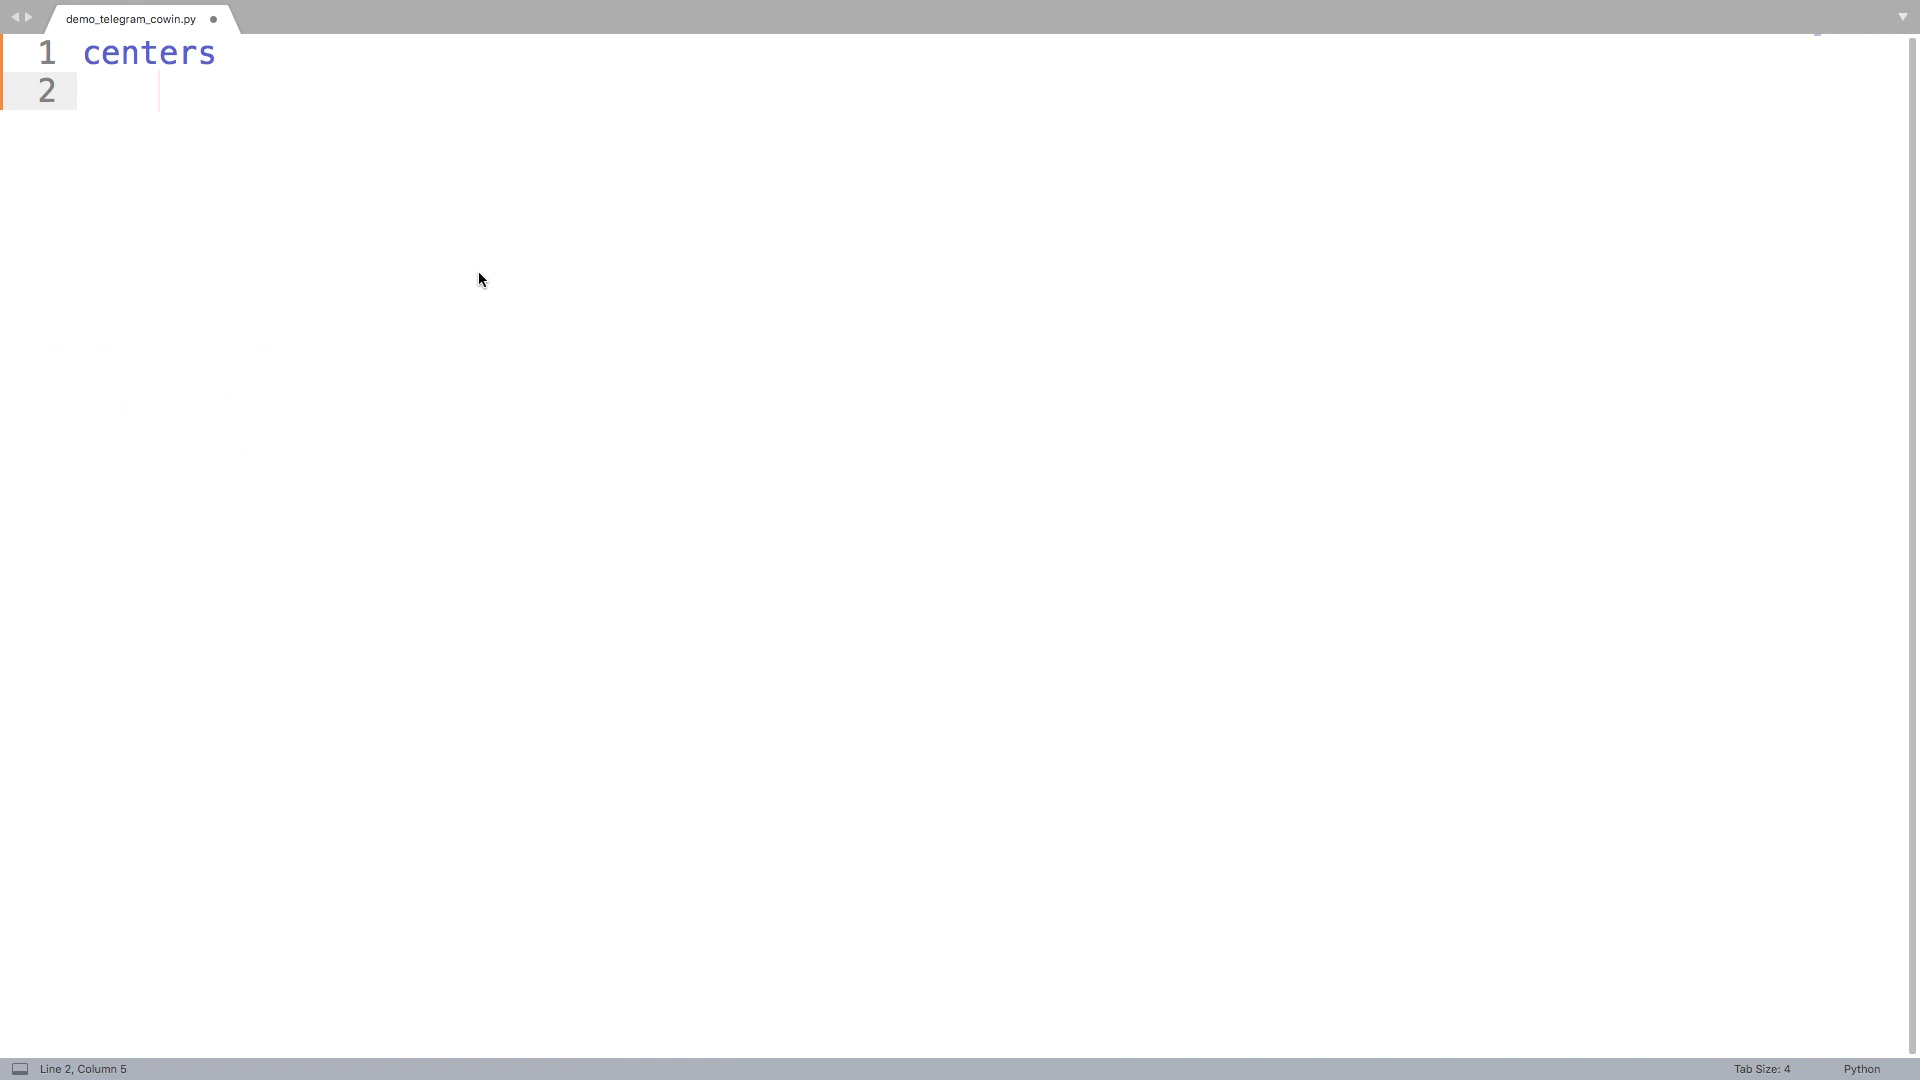 demo_telegram_cowin.py
1 centers
2
Line 2, Column 5
Tab Size: 4
Python